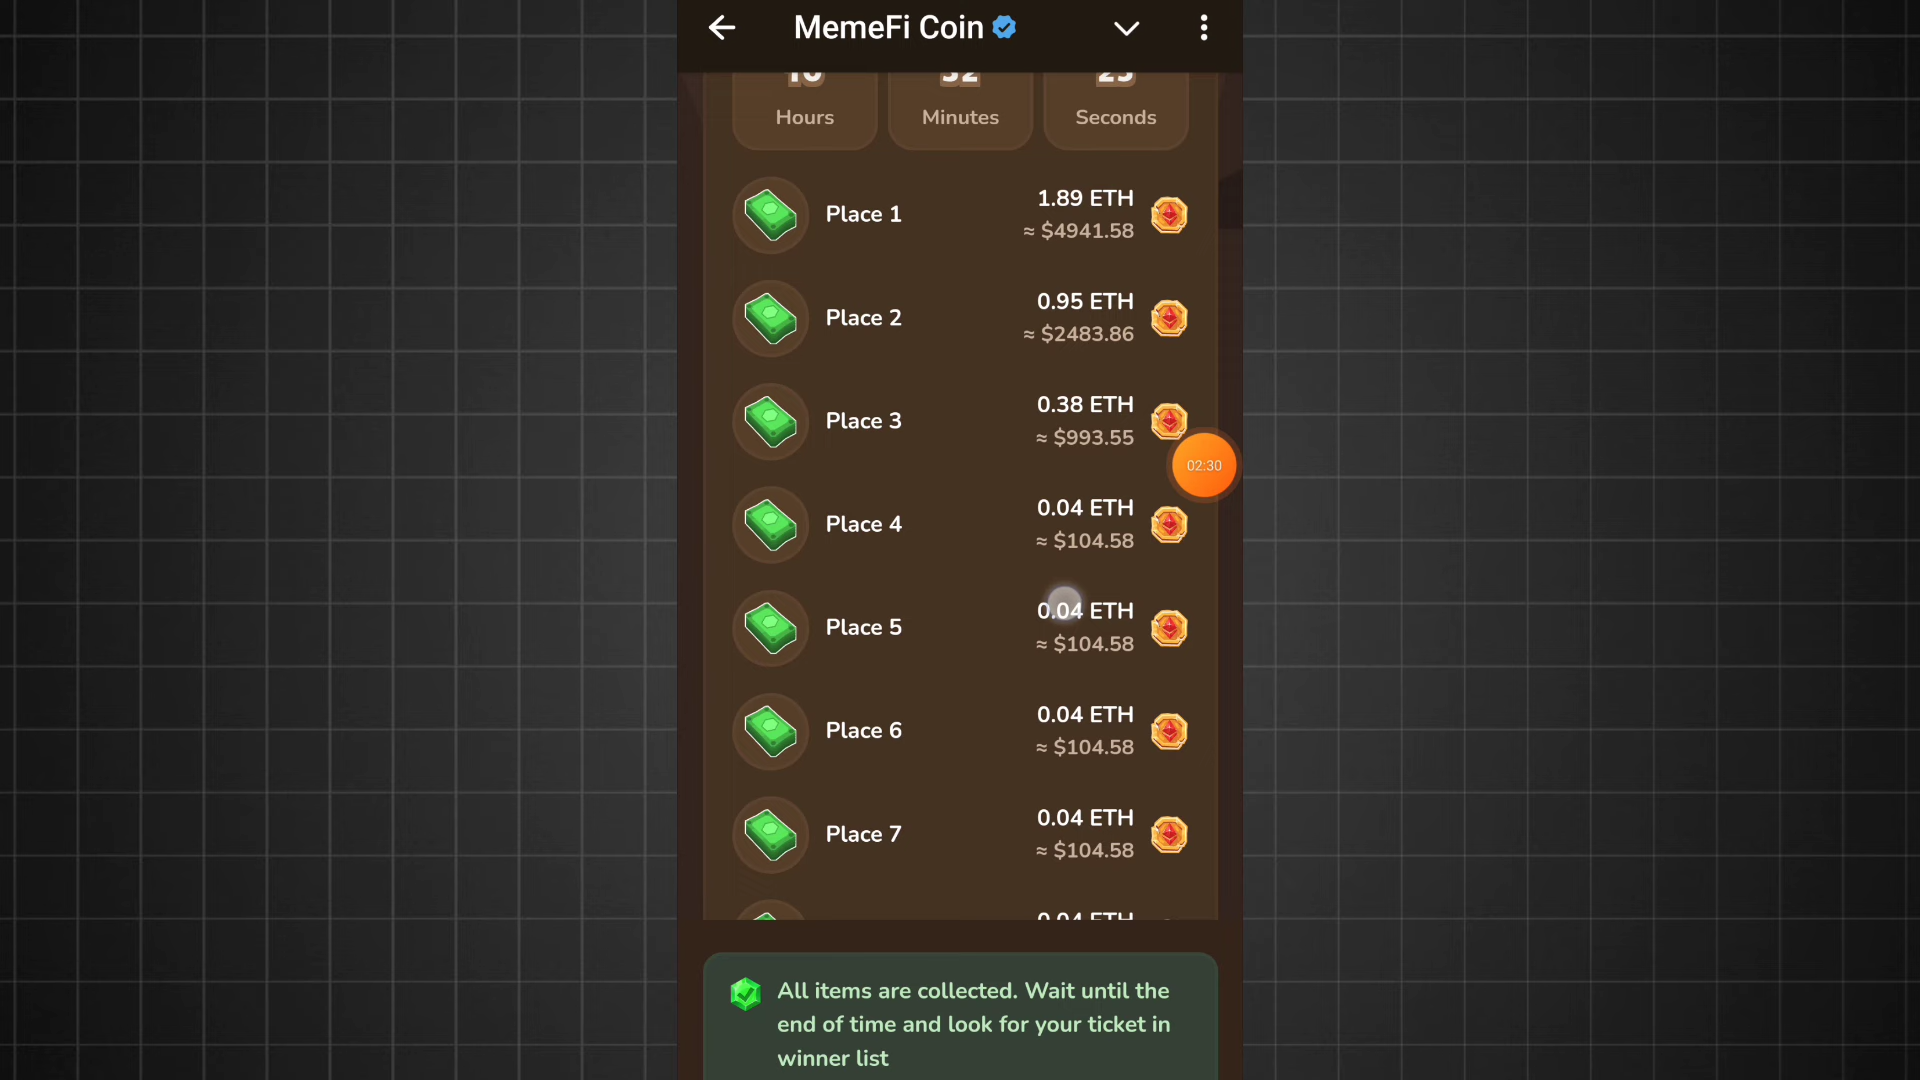 MemeFi Coin
Hours
Minutes
Seconds
Place 1
1.89 ETH
≈ $4941.58
Place 2
0.95 ETH
≈ $2483.86
Place 3
0.38 ETH
≈ $993.55
02:30
Place 4
0.04 ETH
≈ $104.58
Place 5
0.04 ETH
≈ $104.58
Place 6
0.04 ETH
≈ $104.58
Place 7
0.04 ETH
≈ $104.58
0.04 ETH
All items are collected. Wait until the
end of time and look for your ticket in
winner list